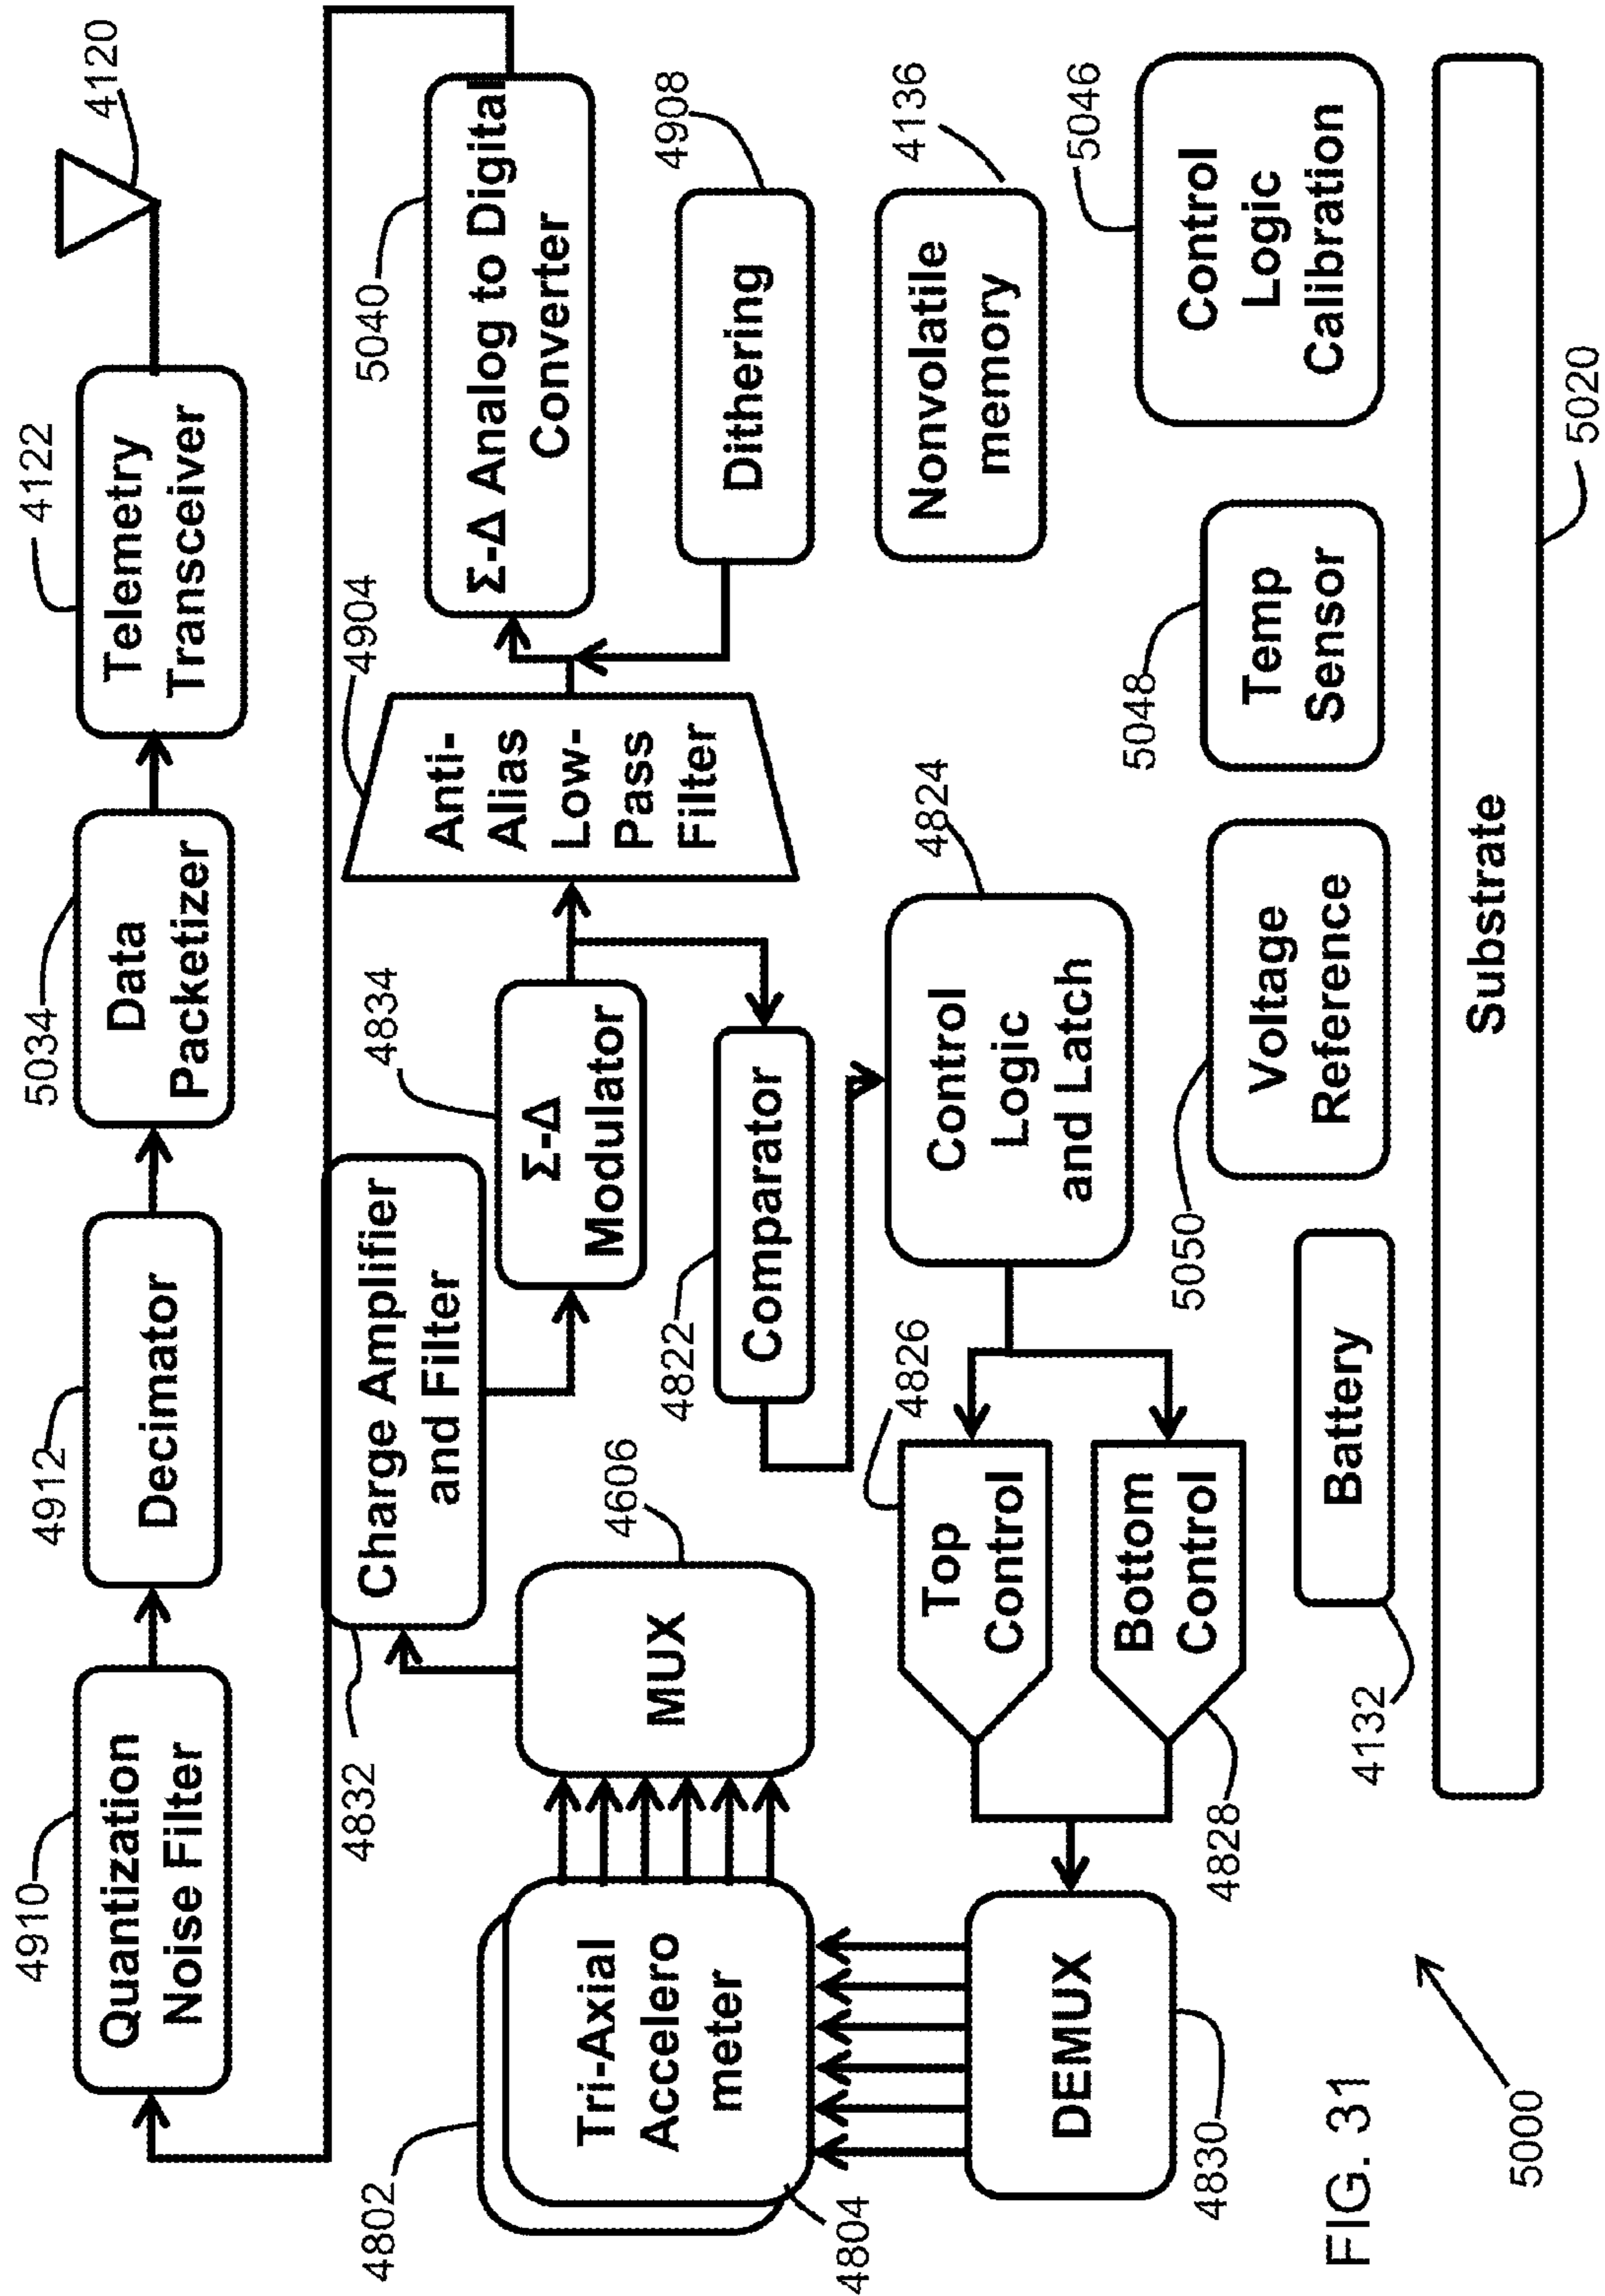 4910
Quantization
Noise Filter
4912
Decimator
5034
Data
Packetizer
4122
Telemetry
Transceiver
4120
4832
Charge Amplifier
and Filter
4834
Σ-Δ
Modulator
4904
Anti-
Alias
Low-
Pass
Filter
5040
Σ-Δ Analog to Digital
Converter
4908
Dithering
4802
4804
Tri-Axial
Accelero
meter
4606
MUX
4822
Comparator
4824
Control
Logic
and Latch
4136
Nonvolatile
memory
4826
Top
Control
4828
Bottom
Control
4830
DEMUX
4132
Battery
5050
Voltage
Reference
5048
Temp
Sensor
5046
Control
Logic
Calibration
Substrate
5020
FIG. 31
5000